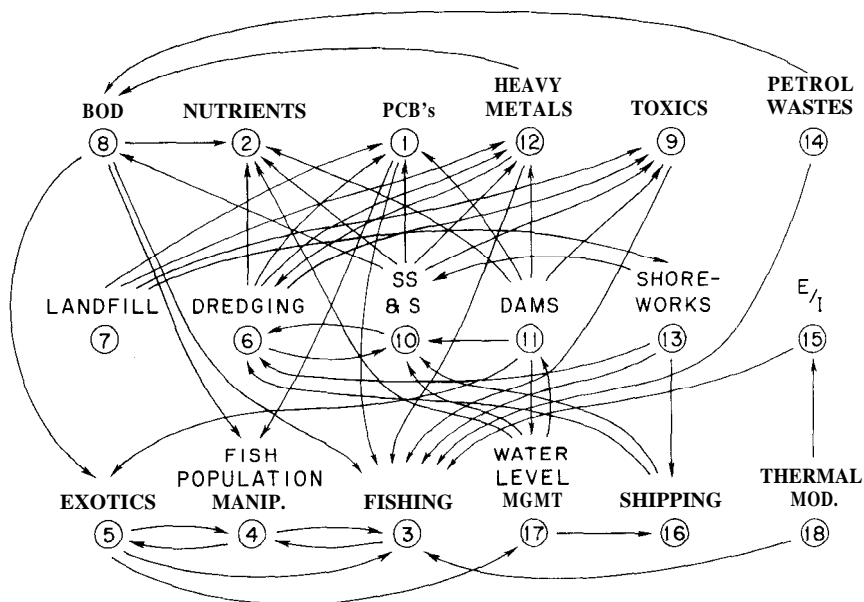 HEAVY
PETROL
BOD
NUTRIENTS
PCB's
METALS
TOXICS
WASTES
8
2
1
12
9
14
SS
SHORE-
E/I
LANDFILL
DREDGING
& S
DAMS
WORKS
7
6
10
11
13
15
FISH
WATER
POPULATION
LEVEL
THERMAL
EXOTICS
MANIP.
FISHING
MGMT
SHIPPING
MOD.
5
4
3
17
16
18